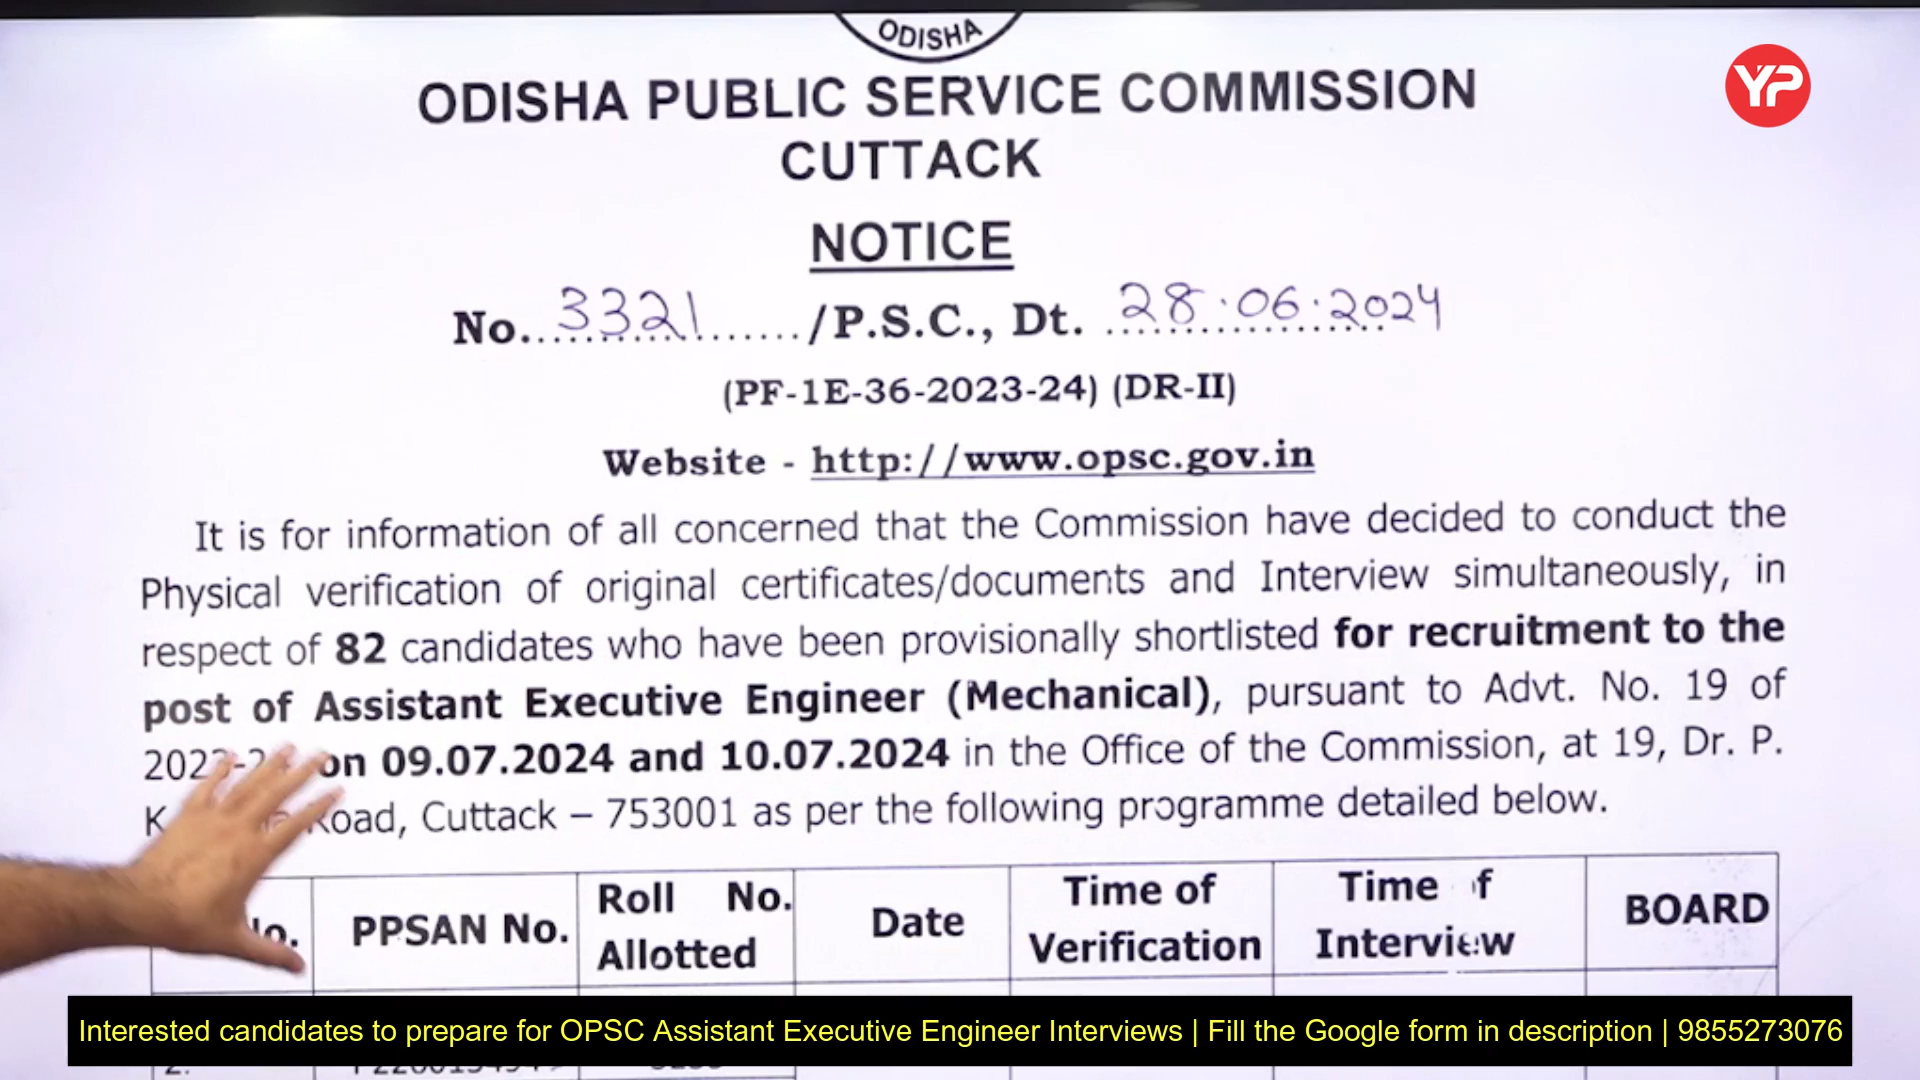 ODISHA
ODISHA PUBLIC SERVICE COMMISSION
YP
CUTTACK
NOTICE
No....3321....../P.S.C., Dt. 28.06.2024
(PF-1E-36-2023-24) (DR-II)
Website - http://www.opsc.gov.in
It is for information of all concerned that the Commission have decided to conduct the
Physical verification of original certificates/documents and Interview simultaneously, in
respect of 82 candidates who have been provisionally shortlisted for recruitment to the
post of Assistant Executive Engineer (Mechanical), pursuant to Advt. No. 19 of
on 09.07.2024 and 10.07.2024 in the Office of the Commission, at 19, Dr. P.
Road, Cuttack – 753001 as per the following programme detailed below.
PPSAN No.
Roll No.
Allotted
Date
Time of
Verification
Time of
Interview
BOARD
Interested candidates to prepare for OPSC Assistant Executive Engineer Interviews | Fill the Google form in description | 9855273076